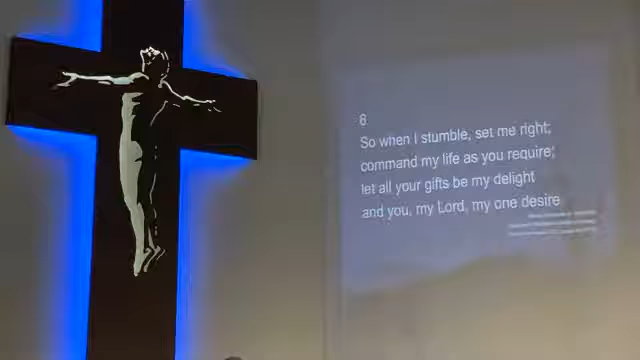 6
So when I stumble, set me right;
command my life as you require;
let all your gifts be my delight
and you, my Lord, my one desire